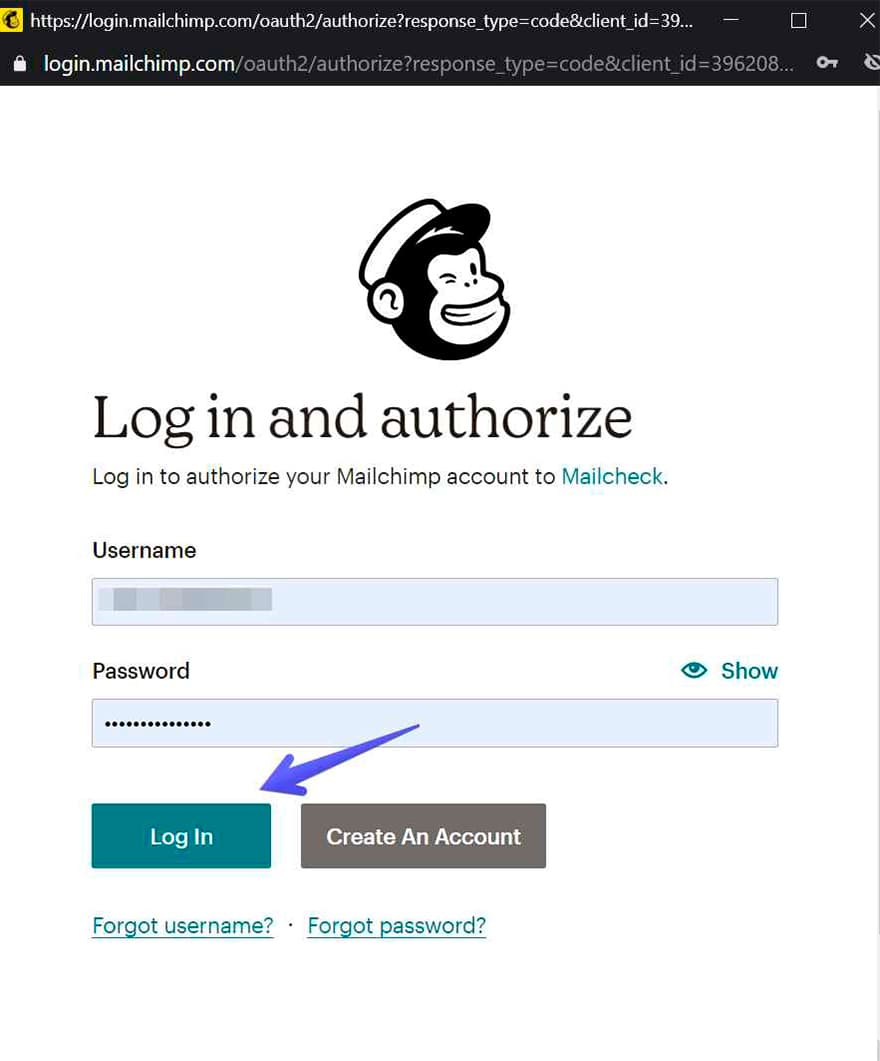 https://login.mailchimp.com/oauth2/authorize?response_type=code&client_id=39...
login.mailchimp.com/oauth2/authorize?response_type=code&client_id=396208...
Log in and authorize
Log in to authorize your Mailchimp account to Mailcheck.
Username
Password Show
•••••••••••••••
Log In Create An Account
Forgot username? · Forgot password?